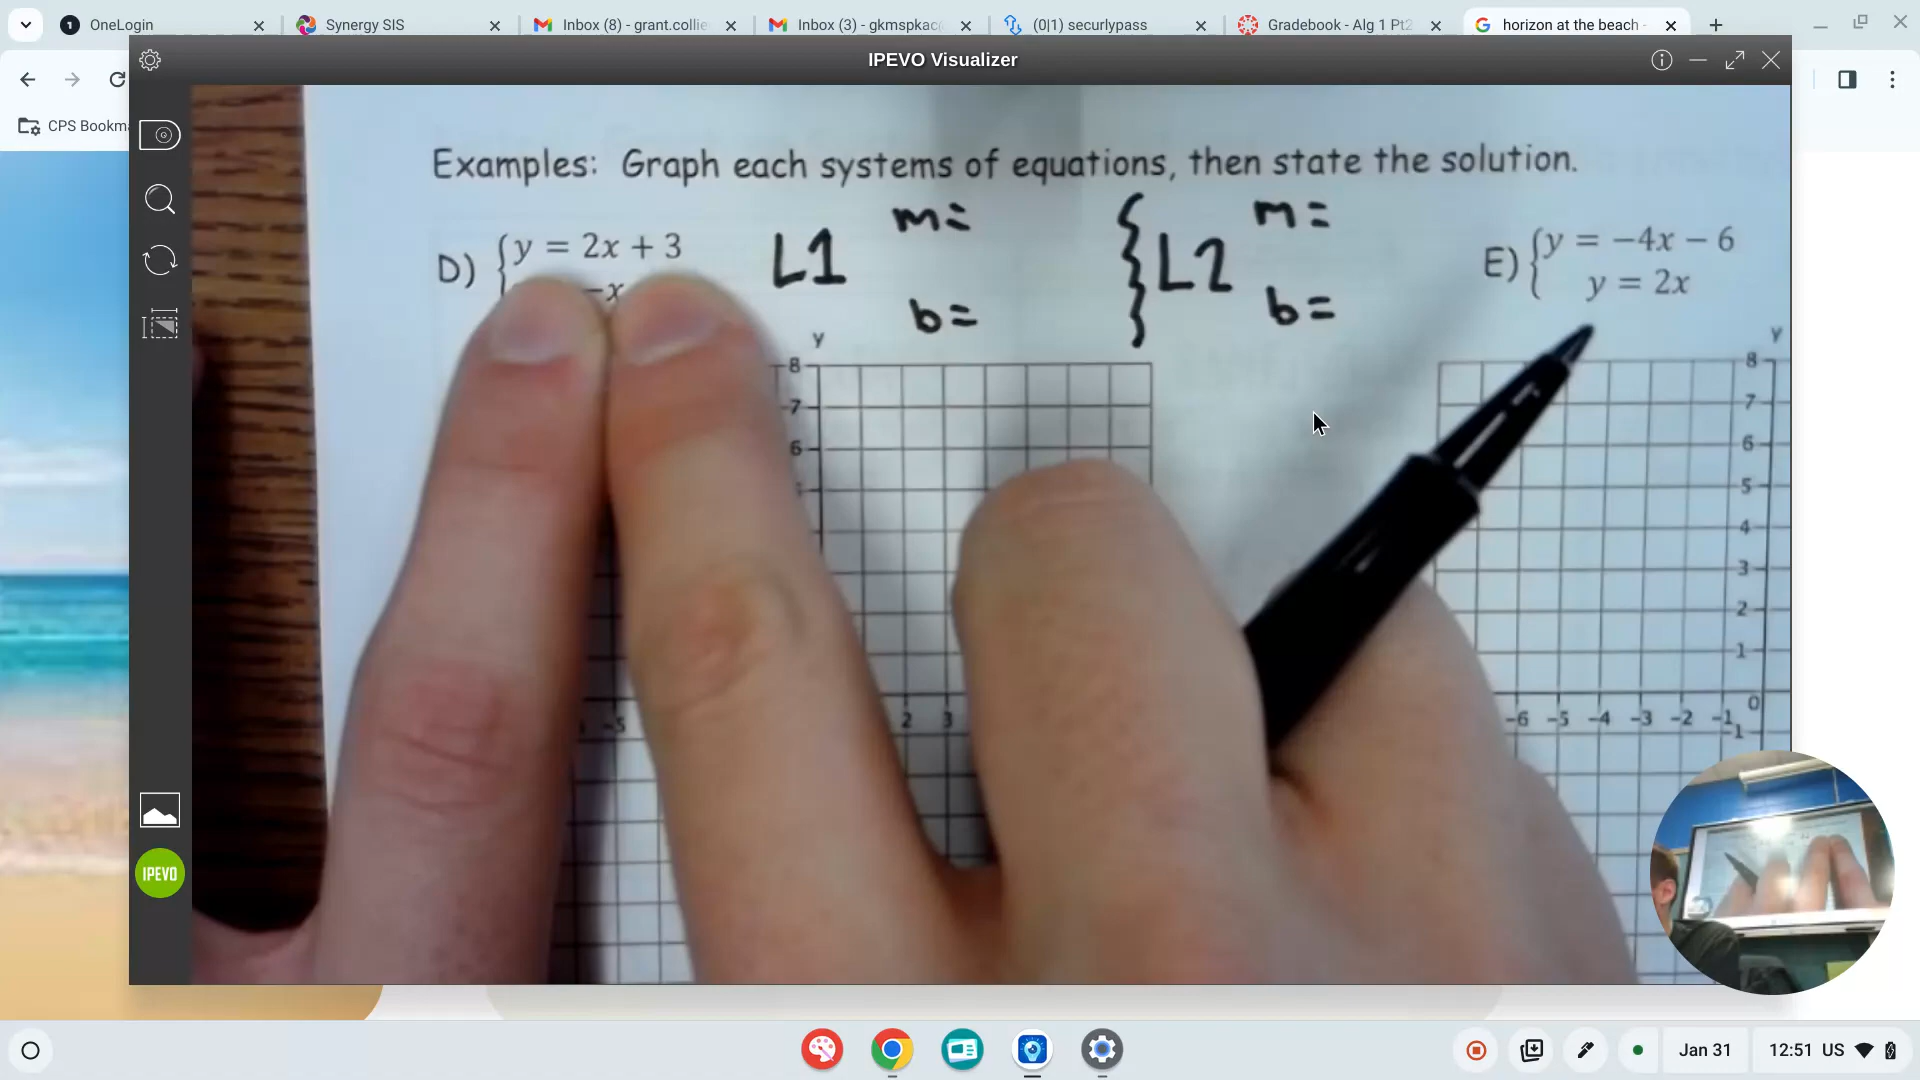 OneLogin
Synergy SIS
Inbox (8) - grant.collie
Inbox (3) - gkmspkac
(0|1) securlypass
Gradebook - Alg 1 Pt2
horizon at the beach -
IPEVO Visualizer
CPS Bookma
Examples: Graph each systems of equations, then state the solution.
D) y = 2x + 3
-x
L1 m=
b=
L2 m=
b=
E) y = -4x - 6
y = 2x
y
8
7
6
-5
2 3
y
8
7
6
5
4
3
2
1
0
-6 -5 -4 -3 -2 -1
-1
IPEVO
Jan 31
12:51 US